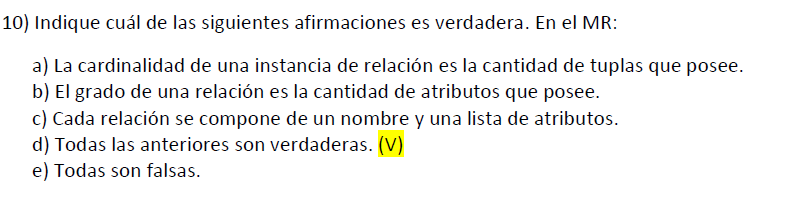 10) Indique cuál de las siguientes afirmaciones es verdadera. En el MR:
a) La cardinalidad de una instancia de relación es la cantidad de tuplas que posee.
b) El grado de una relación es la cantidad de atributos que posee.
c) Cada relación se compone de un nombre y una lista de atributos.
d) Todas las anteriores son verdaderas. (V)
e) Todas son falsas.